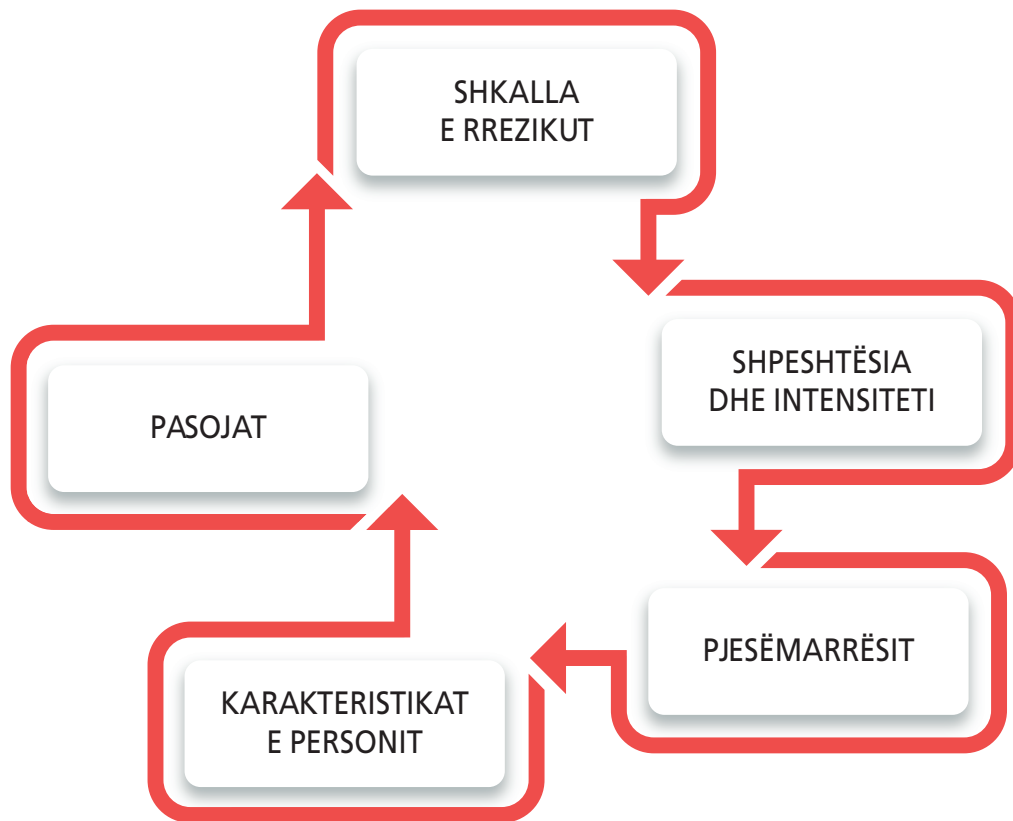 SHKALLA
E RREZIKUT
SHPESHTËSIA
DHE INTENSITETI
PJESËMARRËSIT
KARAKTERISTIKAT
E PERSONIT
PASOJAT